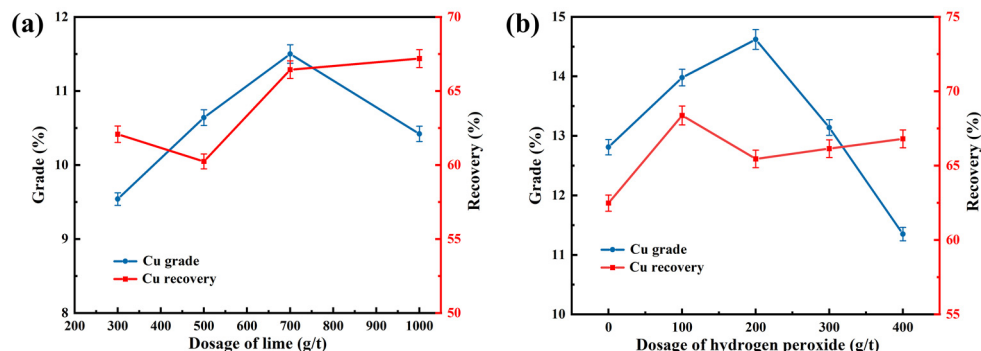 (a)
12
11
10
9
8
Grade (%)
70
65
60
55
50
Recovery (%)
Cu grade
Cu recovery
200 300 400 500 600 700 800 900 1000
Dosage of lime (g/t)
(b)
15
14
13
12
11
10
Grade (%)
75
70
65
60
55
Recovery (%)
Cu grade
Cu recovery
0 100 200 300 400
Dosage of hydrogen peroxide (g/t)